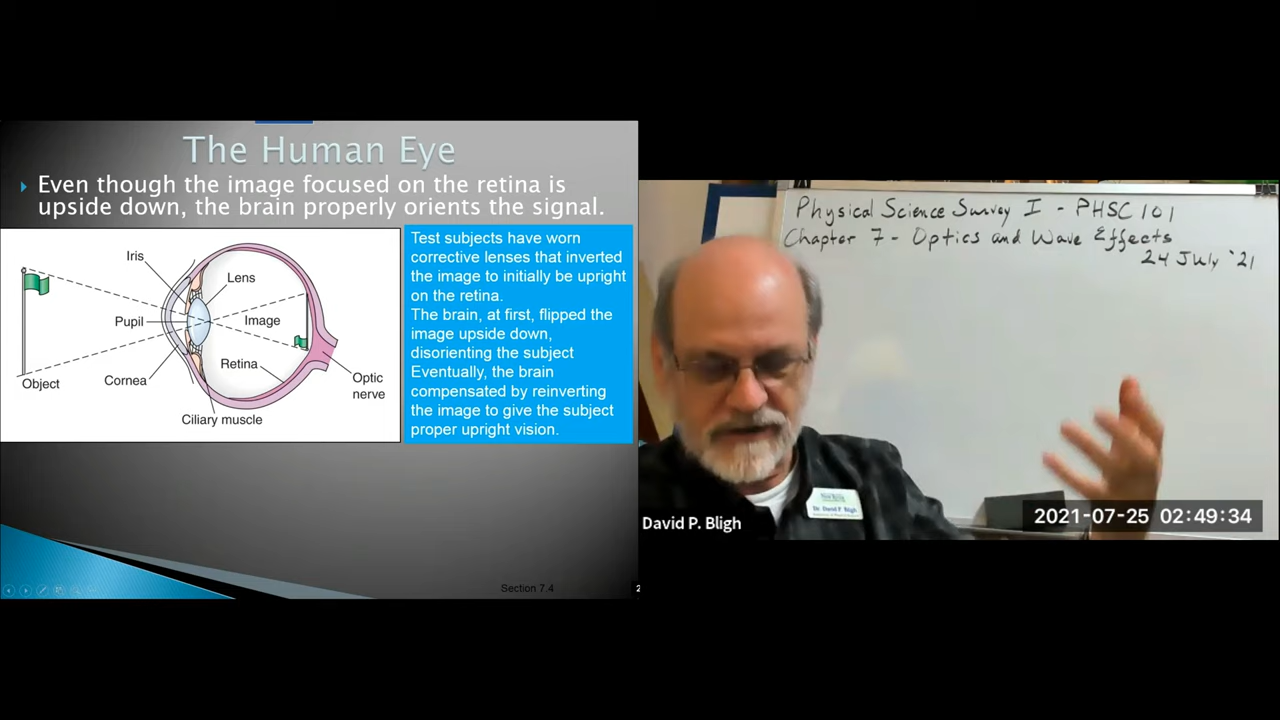 The Human Eye
Even though the image focused on the retina is
upside down, the brain properly orients the signal.
Iris
Lens
Pupil
Image
Retina
Object
Cornea
Optic
nerve
Ciliary muscle
Test subjects have worn
corrective lenses that inverted
the image to initially be upright
on the retina.
The brain, at first, flipped the
image upside down,
disorienting the subject
Eventually, the brain
compensated by reinverting
the image to give the subject
proper upright vision.
Section 7.4
2
Physical Science Survey I - PHSC 101
Chapter 7 - Optics and Wave Effects
24 July '21
Dr. David P. Bligh
David P. Bligh
2021-07-25 02:49:34